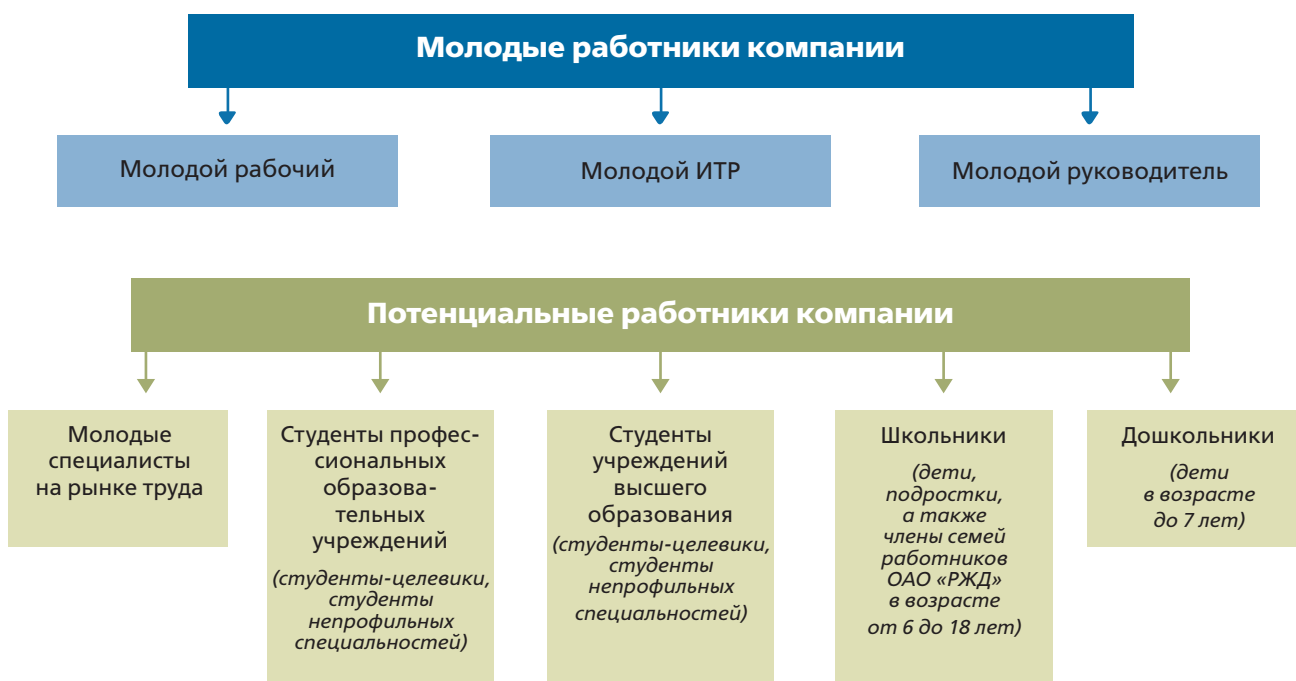 Молодые работники компании
Молодой рабочий
Молодой ИТР
Молодой руководитель
Потенциальные работники компании
Молодые
специалисты
на рынке труда
Студенты профес-
сиональных
образова-
тельных
учреждений
(студенты-целевики,
студенты
непрофильных
специальностей)
Студенты
учреждений
высшего
образования
(студенты-целевики,
студенты
непрофильных
специальностей)
Школьники
(дети,
подростки,
а также
члены семей
работников
ОАО «РЖД»
в возрасте
от 6 до 18 лет)
Дошкольники
(дети
в возрасте
до 7 лет)